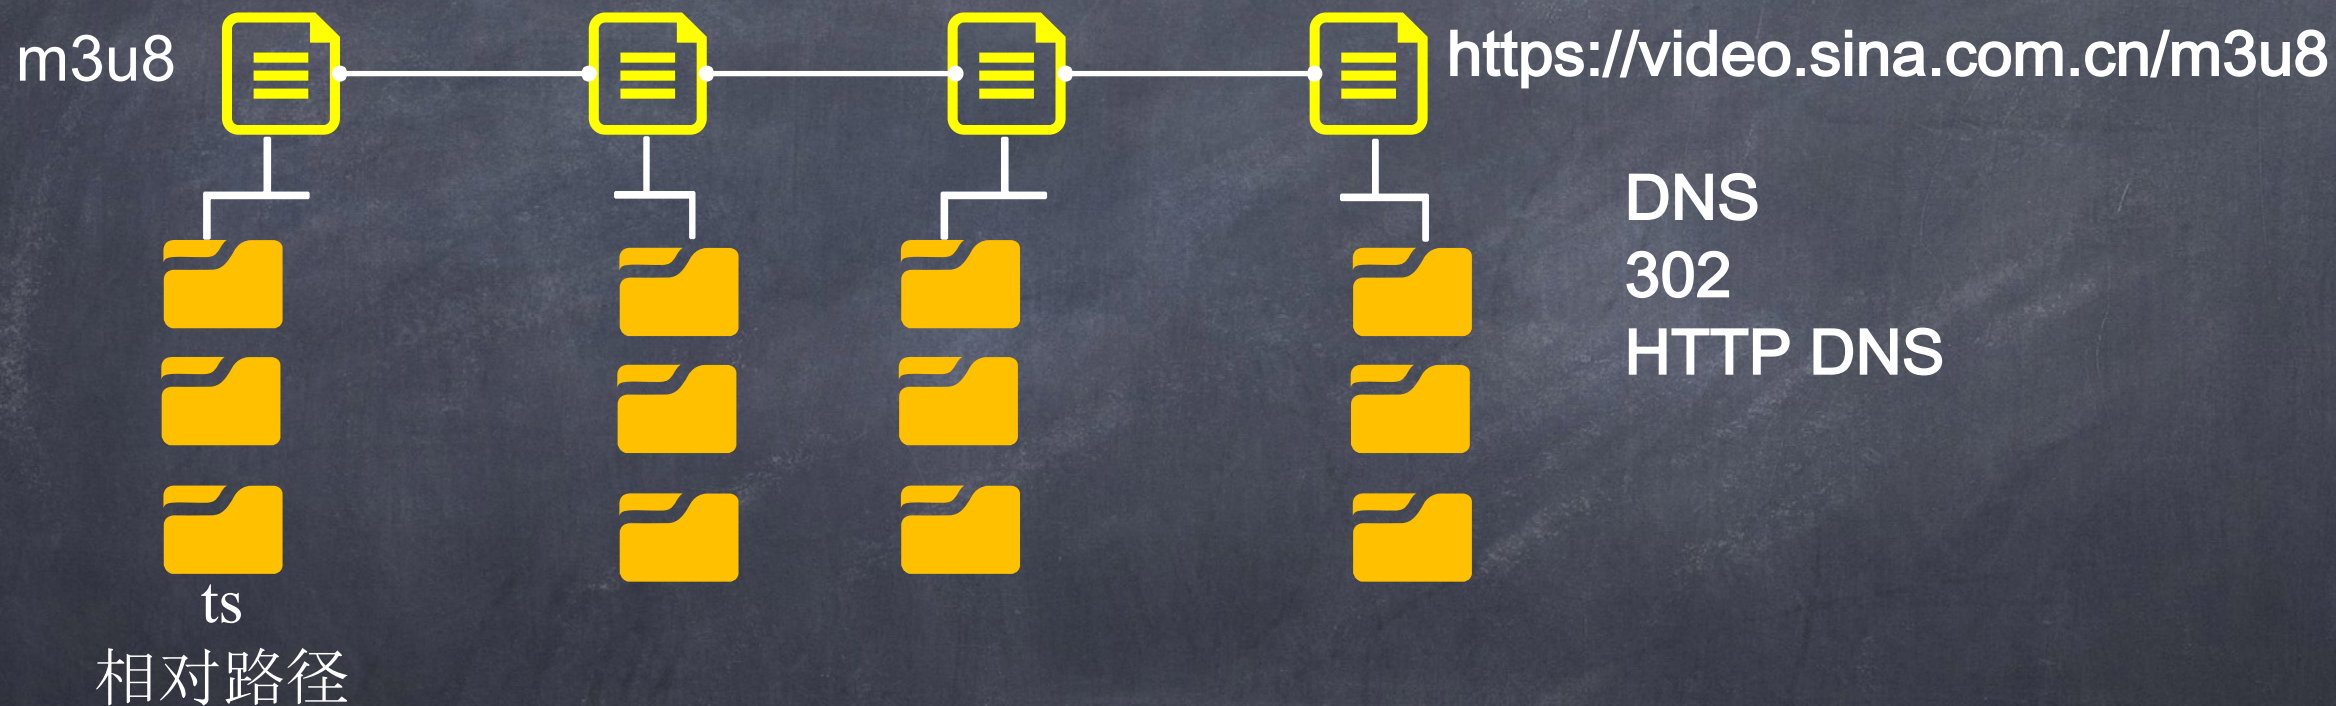 m3u8
https://video.sina.com.cn/m3u8
DNS
302
HTTP DNS
ts
相对路径